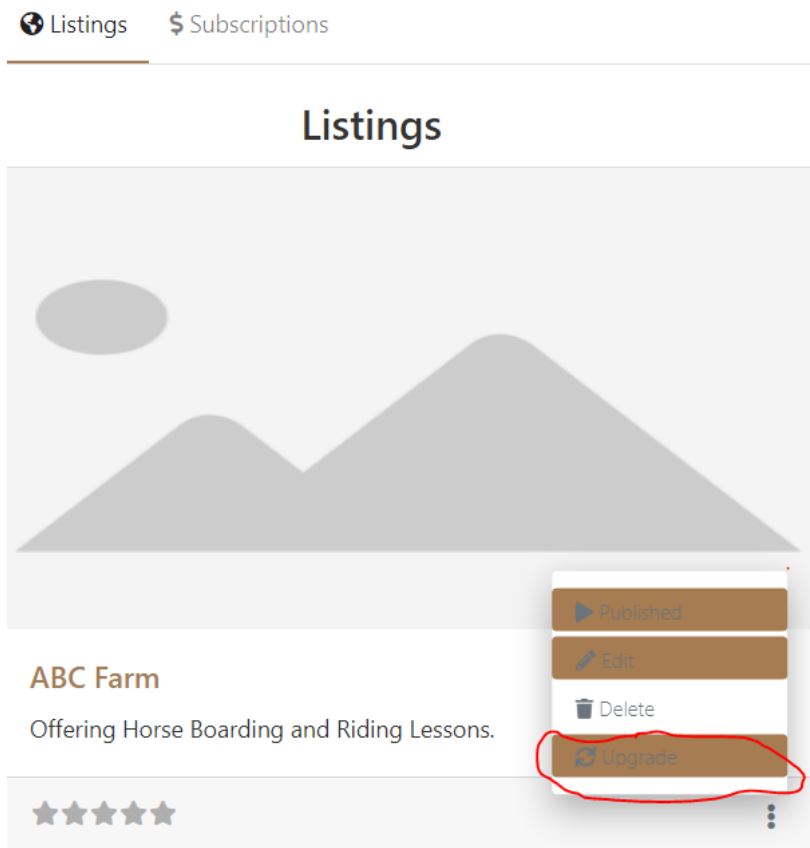 Listings $ Subscriptions
Listings
Published
Edit
ABC Farm
Delete
Offering Horse Boarding and Riding Lessons.
Upgrade